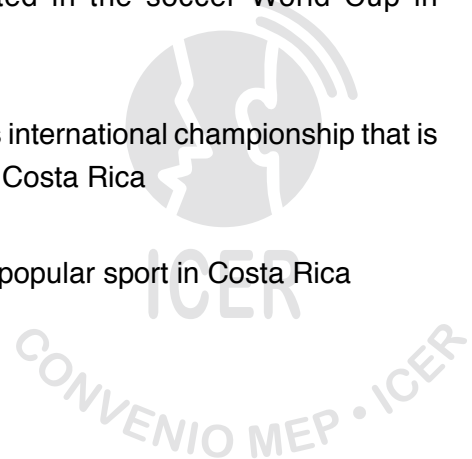 ted in the soccer World Cup in
s international championship that is
Costa Rica
popular sport in Costa Rica
ICER
CONVENIO MEP • ICER